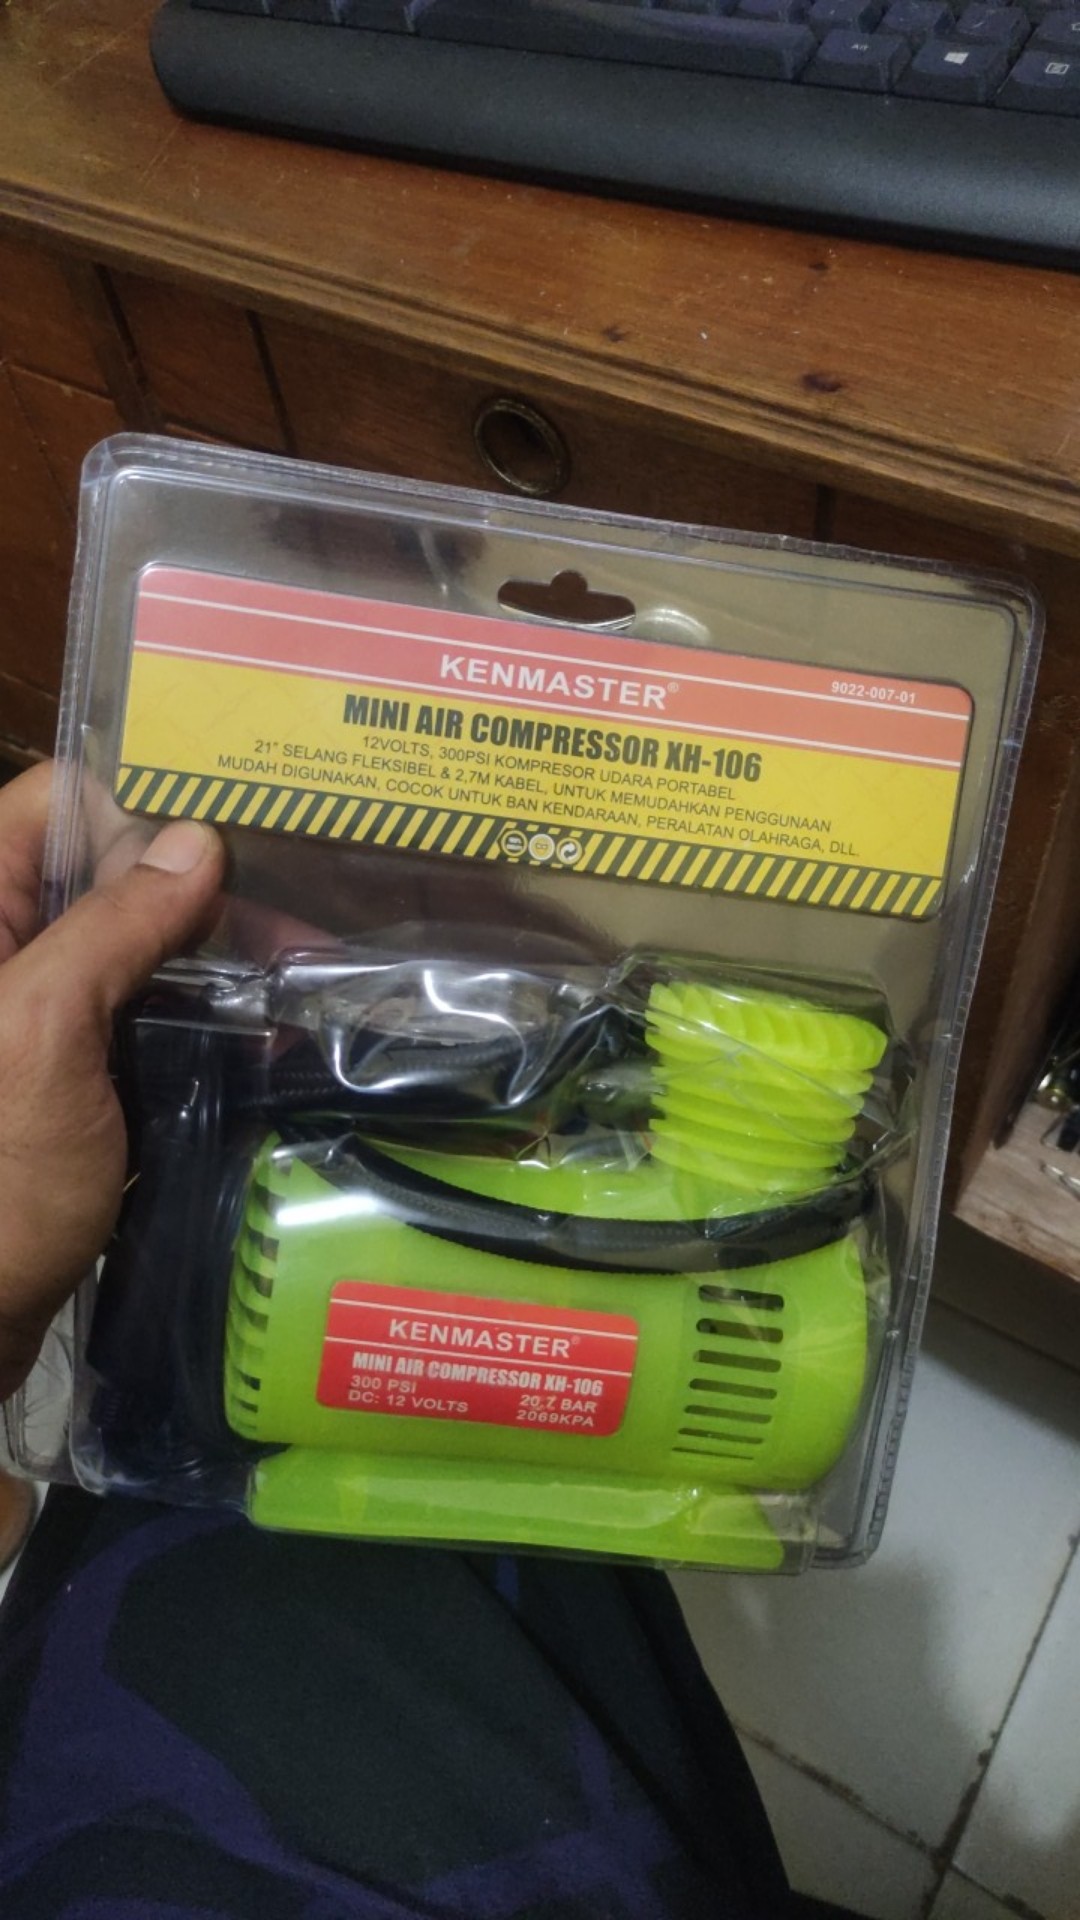 Alt
KENMASTER®
9022-007-01
MINI AIR COMPRESSOR XH-106
12VOLTS, 300PSI KOMPRESOR UDARA PORTABEL
21" SELANG FLEKSIBEL & 2,7M KABEL, UNTUK MEMUDAHKAN PENGGUNAAN
MUDAH DIGUNAKAN, COCOK UNTUK BAN KENDARAAN, PERALATAN OLAHRAGA, DLL.
KENMASTER®
MINI AIR COMPRESSOR XH-106
300 PSI 20.7 BAR
DC: 12 VOLTS 2069KPA